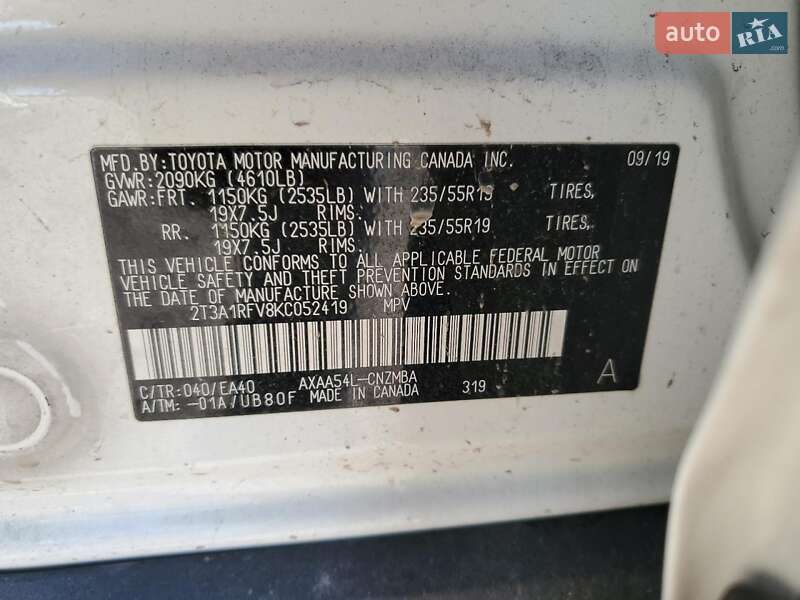 auto RIA .com
MFD.BY:TOYOTA MOTOR MANUFACTURING CANADA INC. 09/19
GVWR:2090KG (4610LB)
GAWR:FRT. 1150KG (2535LB) WITH 235/55R19 TIRES,
19X7.5J RIMS.
RR. 1150KG (2535LB) WITH 235/55R19 TIRES,
19X7.5J RIMS.
THIS VEHICLE CONFORMS TO ALL APPLICABLE FEDERAL MOTOR
VEHICLE SAFETY AND THEFT PREVENTION STANDARDS IN EFFECT ON
THE DATE OF MANUFACTURE SHOWN ABOVE.
2T3A1RFV8KC052419 MPV
C/TR:040/EA40 AXAA54L-CNZMBA A
A/TM:-01A/UB80F MADE IN CANADA 319